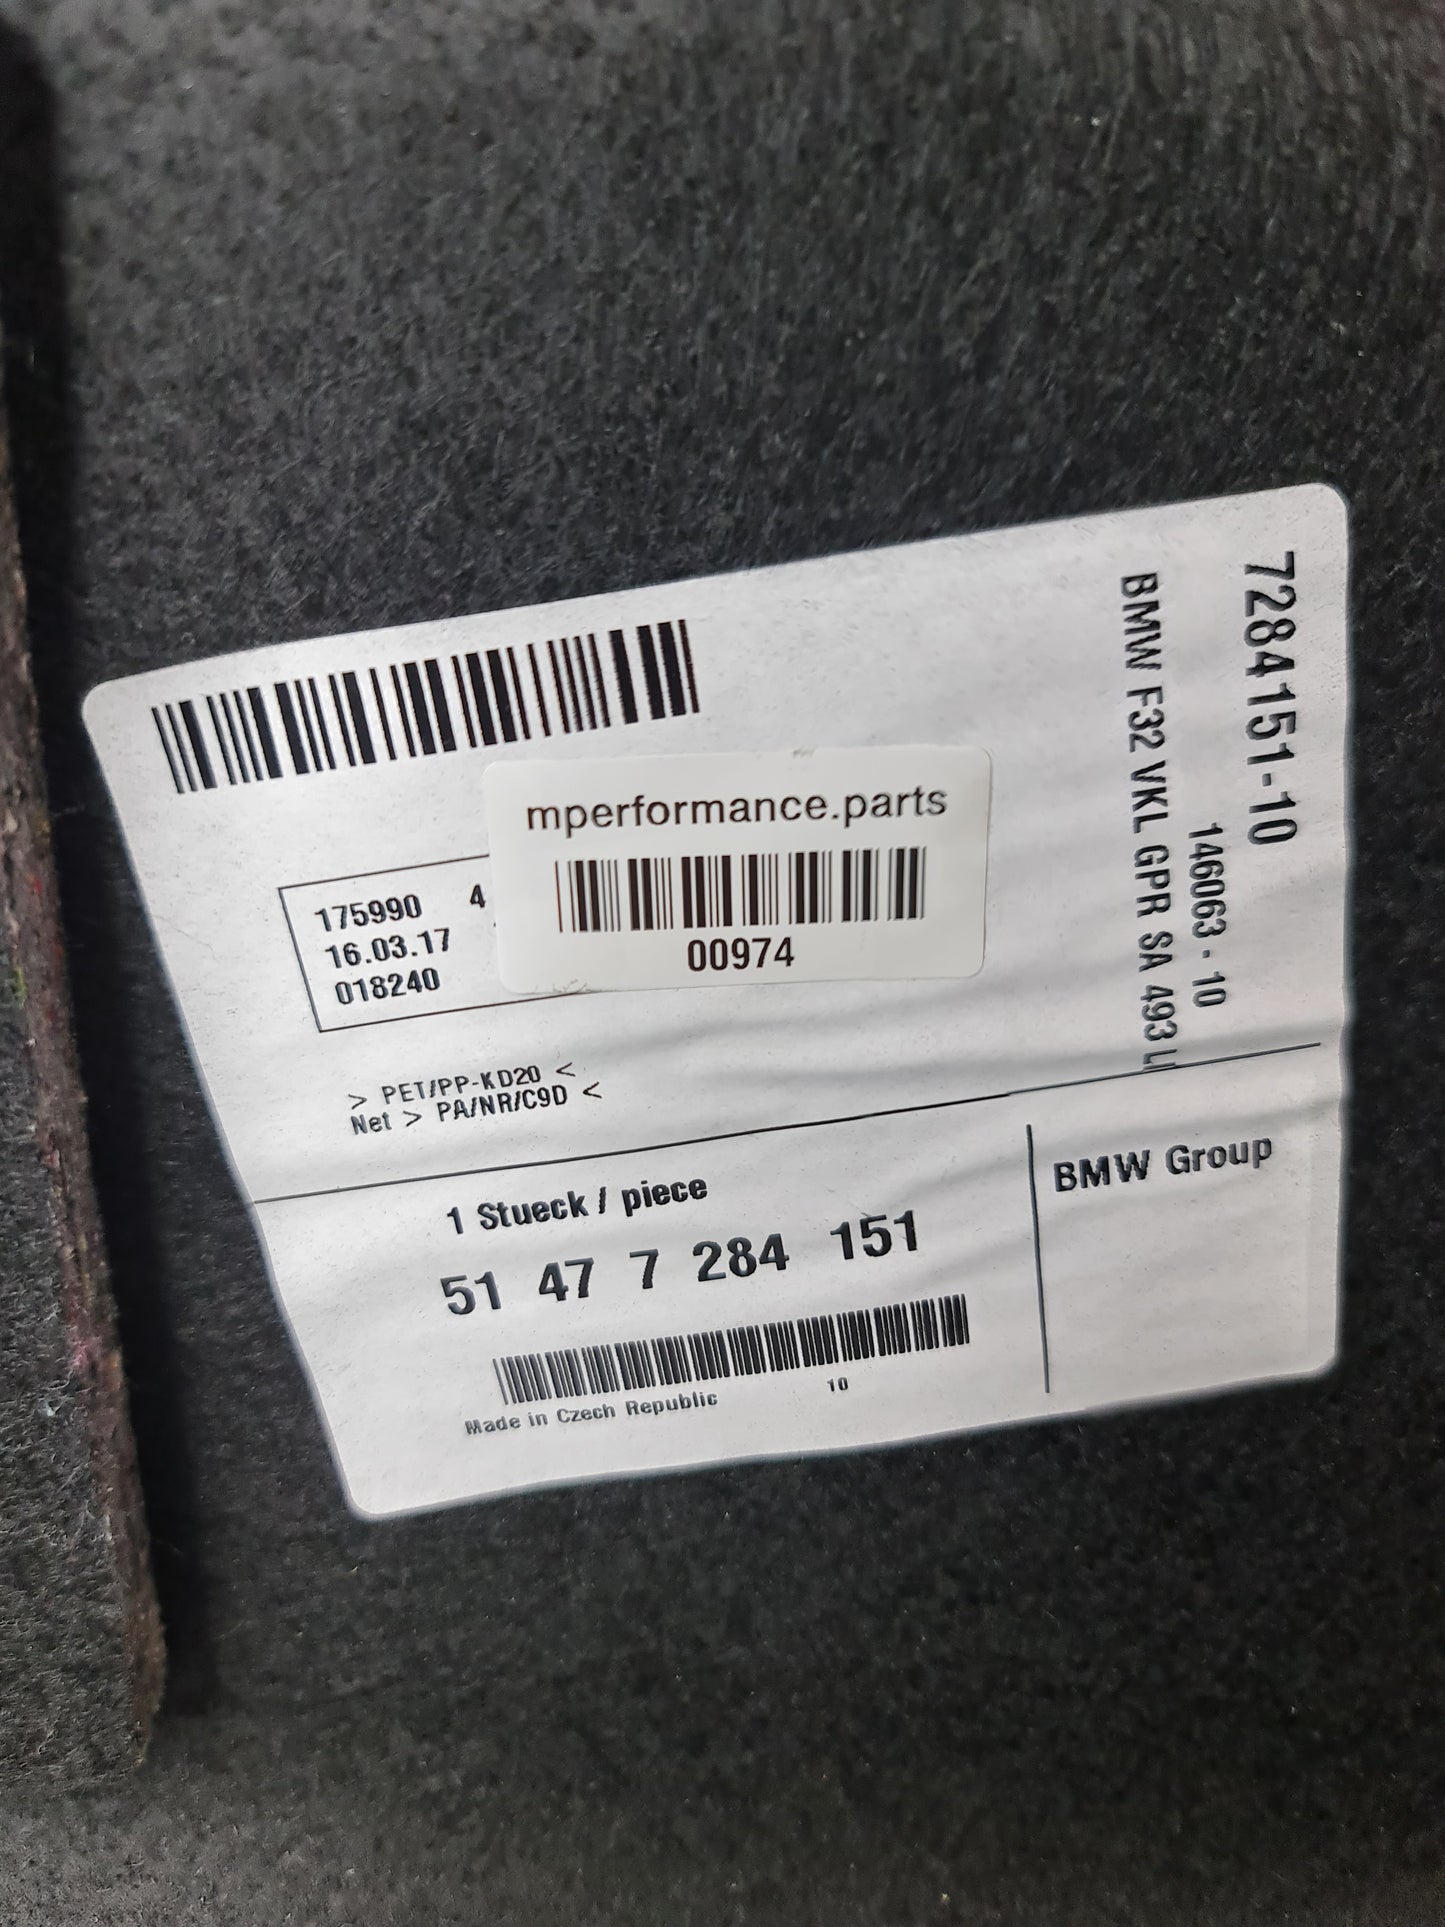 7284151-10
146063 - 10
BMW F32 VKL GPR SA 493
mperformance.parts
00974
175990 4
16.03.17
018240
> PET/PP-KD20 <
Net > PA/NR/C9D <
1 Stueck / piece
51 47 7 284 151
Made in Czech Republic 10
BMW Group